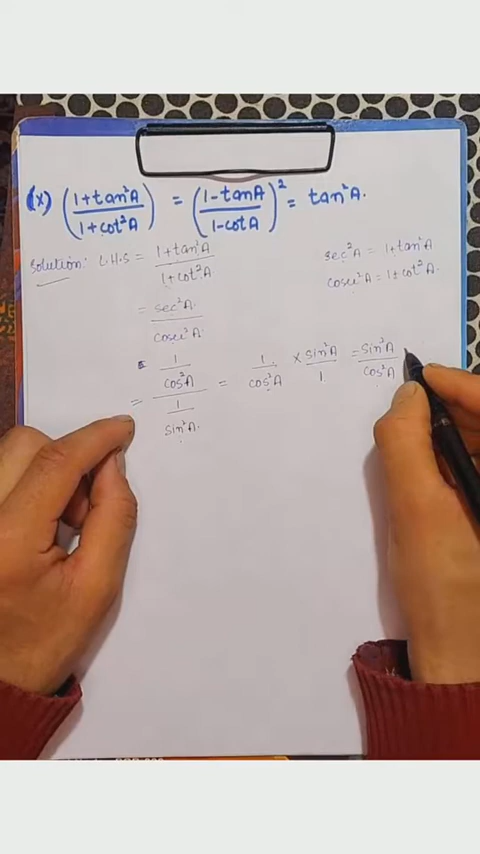 (x) (1+tan²A / 1+cot²A) = (1-tanA / 1-cotA)² = tan²A.
Solution: L.H.S = 1+tan²A / 1+cot²A
sec²A = 1+tan²A
cosec²A = 1+cot²A.
= sec²A. / cosec²A.
= 1/cos²A / 1/sin²A. = 1/cos²A × sin²A/1 = sin²A/cos²A